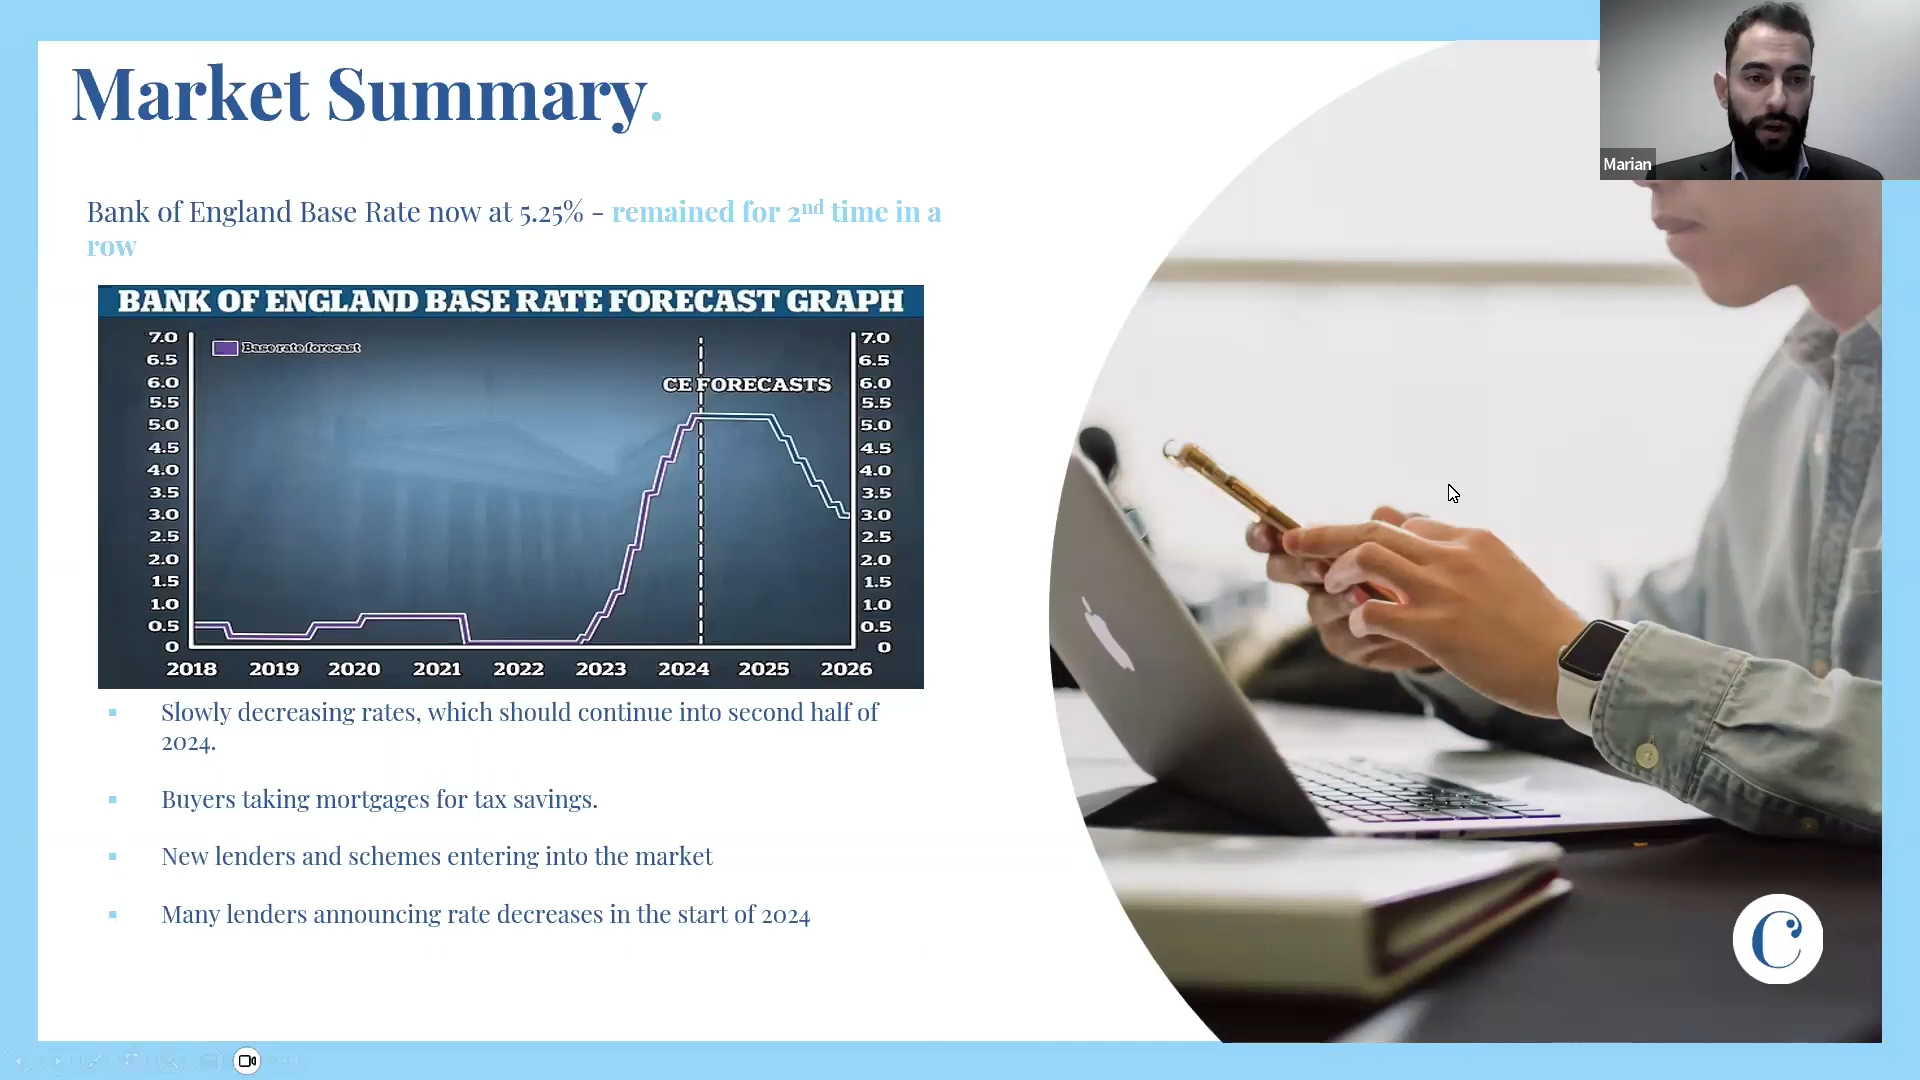 Market Summary.
Marian
Bank of England Base Rate now at 5.25% - remained for 2nd time in a
row
BANK OF ENGLAND BASE RATE FORECAST GRAPH
7.0 7.0
Base rate forecast
6.5 6.5
CE FORECASTS
6.0 6.0
5.5 5.5
5.0 5.0
4.5 4.5
4.0 4.0
3.5 3.5
3.0 3.0
2.5 2.5
2.0 2.0
1.5 1.5
1.0 1.0
0.5 0.5
0 0
2018 2019 2020 2021 2022 2023 2024 2025 2026
▪ Slowly decreasing rates, which should continue into second half of
2024.
▪ Buyers taking mortgages for tax savings.
▪ New lenders and schemes entering into the market
▪ Many lenders announcing rate decreases in the start of 2024
C